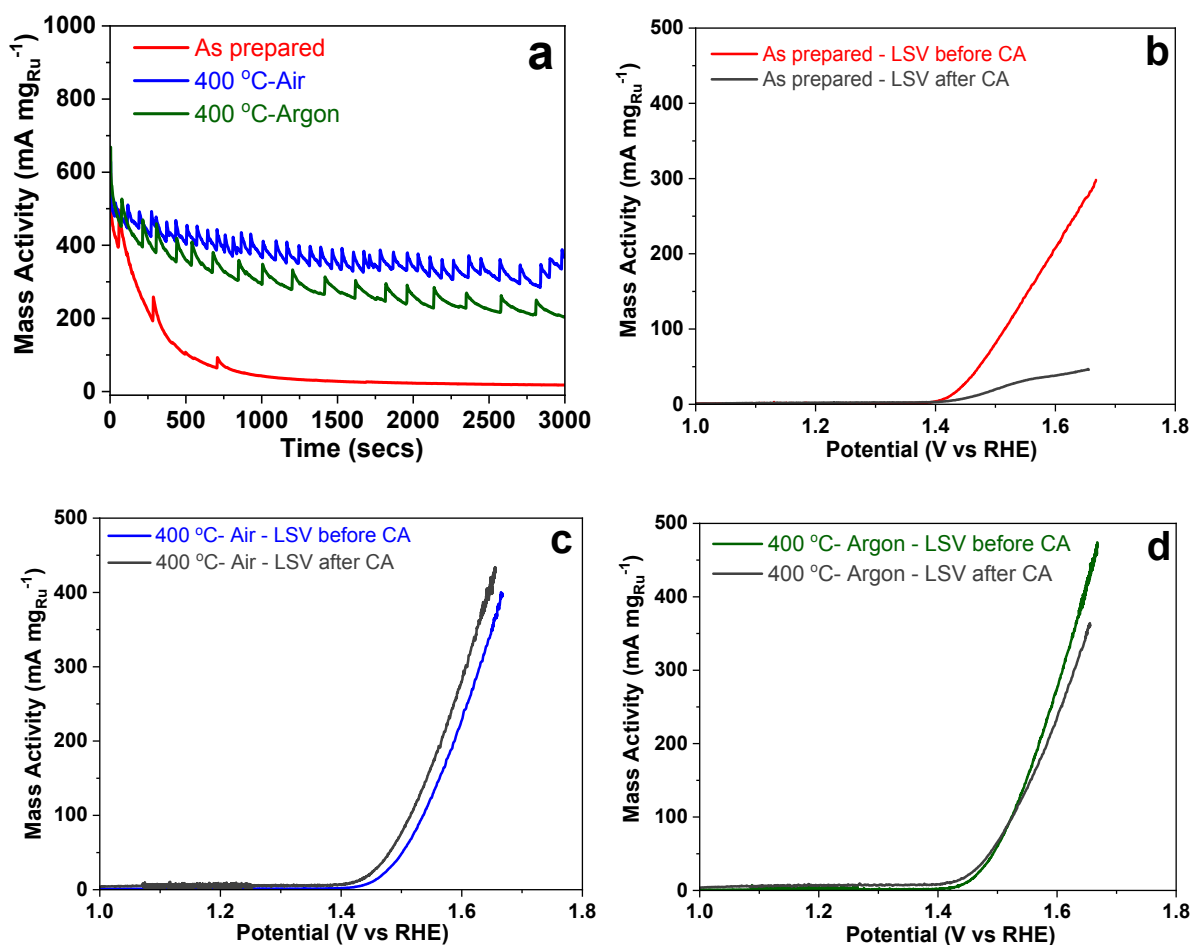 a
As prepared
400 °C-Air
400 °C-Argon
Mass Activity (mA mg_Ru^-1)
1000
800
600
400
200
0
0 500 1000 1500 2000 2500 3000
Time (secs)
b
As prepared - LSV before CA
As prepared - LSV after CA
Mass Activity (mA mg_Ru^-1)
500
400
300
200
100
0
1.0 1.2 1.4 1.6 1.8
Potential (V vs RHE)
c
400 °C- Air - LSV before CA
400 °C- Air - LSV after CA
Mass Activity (mA mg_Ru^-1)
500
400
300
200
100
0
1.0 1.2 1.4 1.6 1.8
Potential (V vs RHE)
d
400 °C- Argon - LSV before CA
400 °C- Argon - LSV after CA
Mass Activity (mA mg_Ru^-1)
500
400
300
200
100
0
1.0 1.2 1.4 1.6 1.8
Potential (V vs RHE)